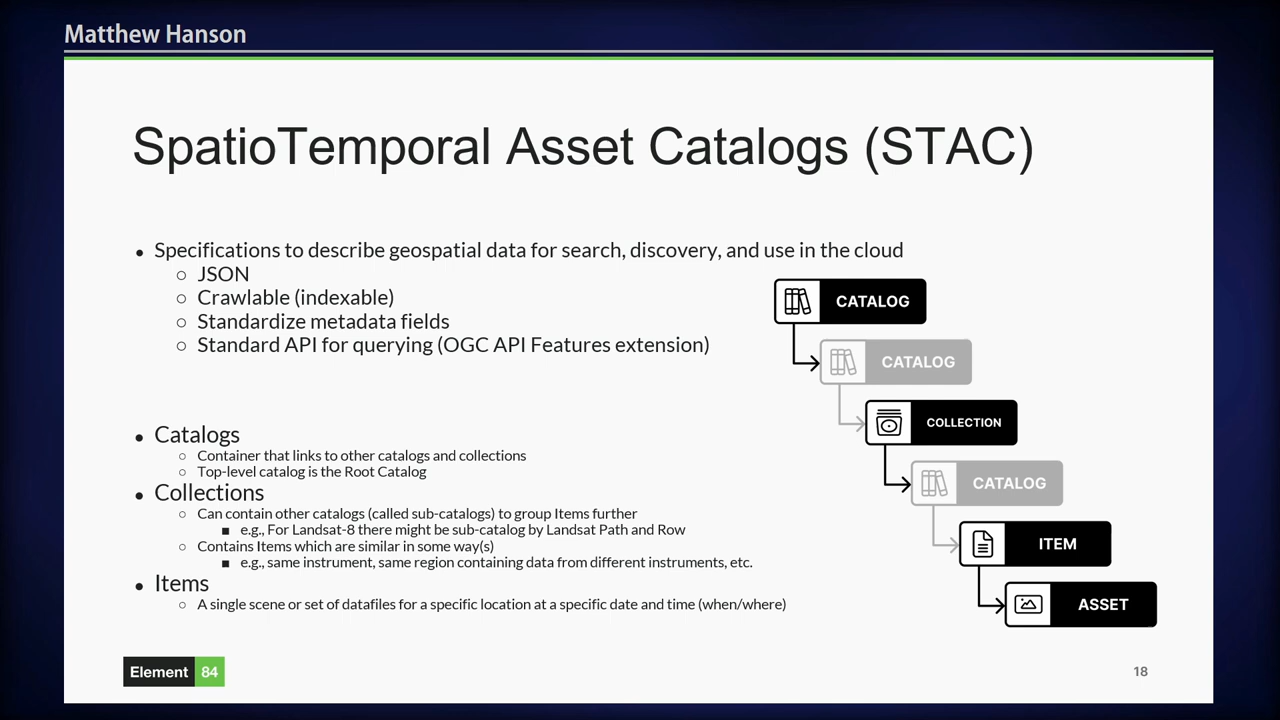 Matthew Hanson
SpatioTemporal Asset Catalogs (STAC)
● Specifications to describe geospatial data for search, discovery, and use in the cloud
○ JSON
○ Crawlable (indexable)
○ Standardize metadata fields
○ Standard API for querying (OGC API Features extension)
● Catalogs
○ Container that links to other catalogs and collections
○ Top-level catalog is the Root Catalog
● Collections
○ Can contain other catalogs (called sub-catalogs) to group Items further
■ e.g., For Landsat-8 there might be sub-catalog by Landsat Path and Row
○ Contains Items which are similar in some way(s)
■ e.g., same instrument, same region containing data from different instruments, etc.
● Items
○ A single scene or set of datafiles for a specific location at a specific date and time (when/where)
CATALOG
CATALOG
COLLECTION
CATALOG
ITEM
ASSET
Element 84
18